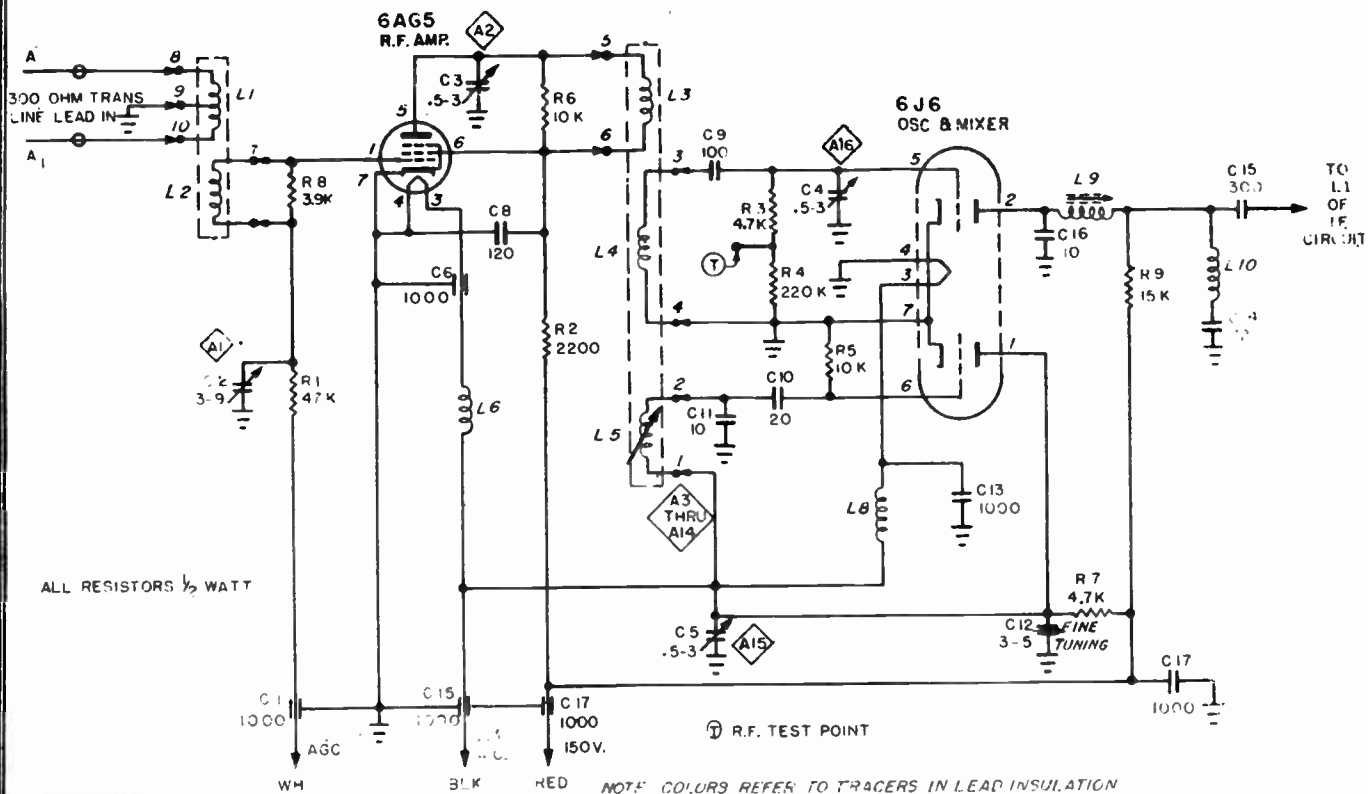 6AG5
R.F. AMP.
A2
A
8
5
L1
C3
.5-3
R6
10 K
L3
300 OHM TRANS
LINE LEAD IN
9
10
A1
5
6
6
6J6
OSC & MIXER
7
1
7
4
3
L2
R8
3.9K
C8
120
3
C9
100
A16
5
C4
.5-3
R3
4.7K
T
R4
220 K
L4
4
3
2
L9
C16
10
C15
300
TO
L1
OF
I.F.
CIRCUIT
L10
R9
15 K
C6
1000
4
7
1
A1
3-9
R1
47K
R2
2200
R5
10 K
L6
2
C10
20
C11
10
6
L5
1
A3
THRU
A14
L8
C13
1000
ALL RESISTORS ½ WATT
R7
4.7K
C5
.5-3
A15
C12
3-5
FINE
TUNING
C17
1000
C1
1000
C15
1000
C17
1000
150V.
T R.F. TEST POINT
AGC
WH
BLK
RED
NOTE COLORS REFER TO TRACERS IN LEAD INSULATION